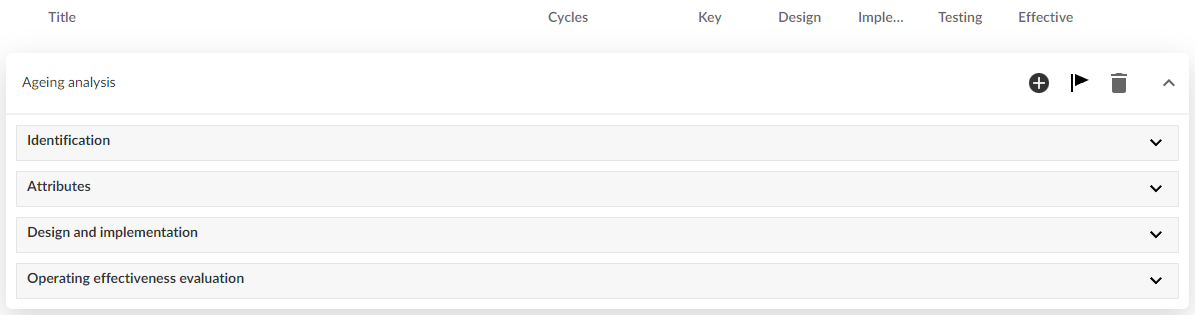 Title Cycles Key Design Imple... Testing Effective
Ageing analysis
Identification
Attributes
Design and implementation
Operating effectiveness evaluation